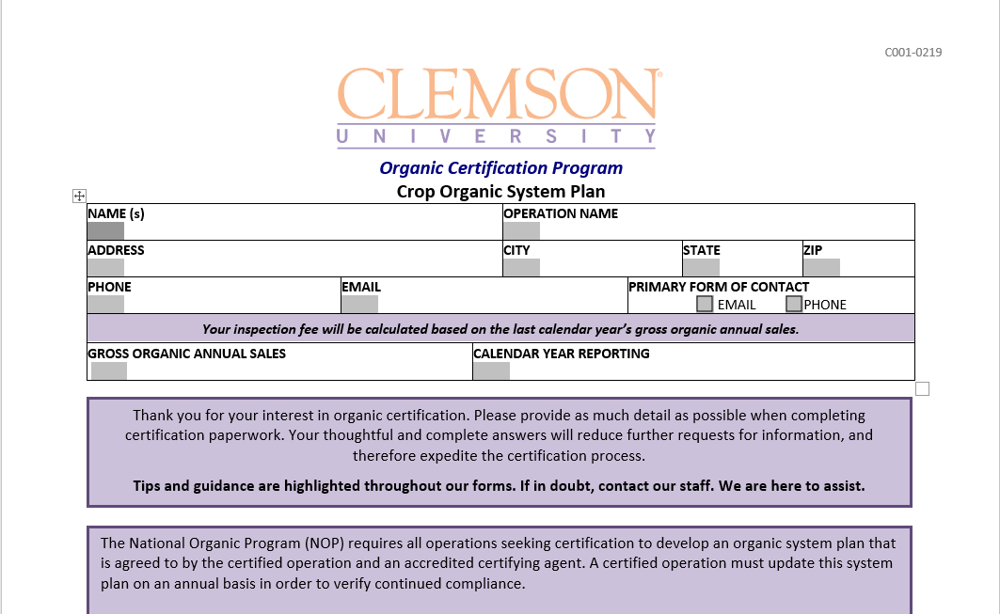 C001-0219
CLEMSON®
UNIVERSITY
Organic Certification Program
Crop Organic System Plan
NAME (s)
OPERATION NAME
ADDRESS
CITY
STATE
ZIP
PHONE
EMAIL
PRIMARY FORM OF CONTACT
EMAIL PHONE
Your inspection fee will be calculated based on the last calendar year’s gross organic annual sales.
GROSS ORGANIC ANNUAL SALES
CALENDAR YEAR REPORTING
Thank you for your interest in organic certification. Please provide as much detail as possible when completing
certification paperwork. Your thoughtful and complete answers will reduce further requests for information, and
therefore expedite the certification process.
Tips and guidance are highlighted throughout our forms. If in doubt, contact our staff. We are here to assist.
The National Organic Program (NOP) requires all operations seeking certification to develop an organic system plan that
is agreed to by the certified operation and an accredited certifying agent. A certified operation must update this system
plan on an annual basis in order to verify continued compliance.